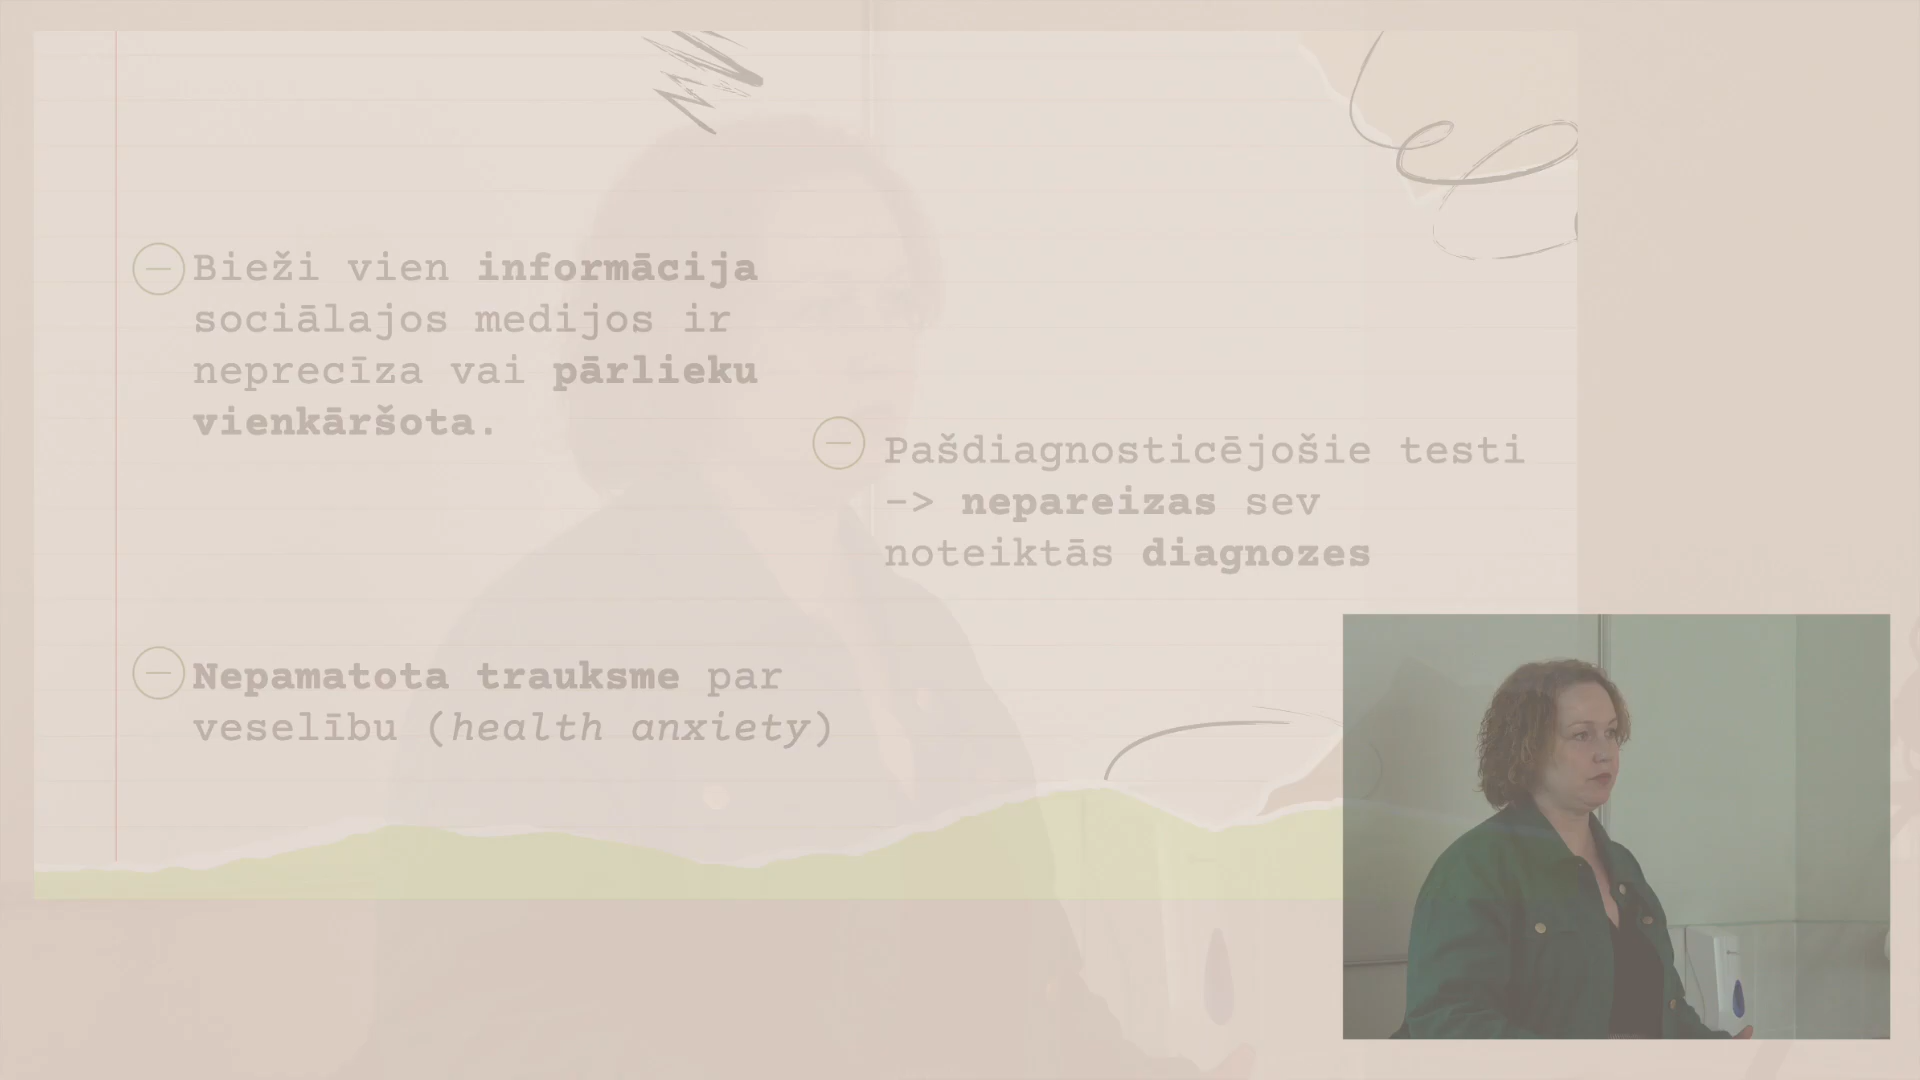 Bieži vien informācija
sociālajos medijos ir
neprecīza vai pārlieku
vienkāršota.
Pašdiagnosticējošie testi
-> nepareizas sev
noteiktās diagnozes
Nepamatota trauksme par
veselību (health anxiety)